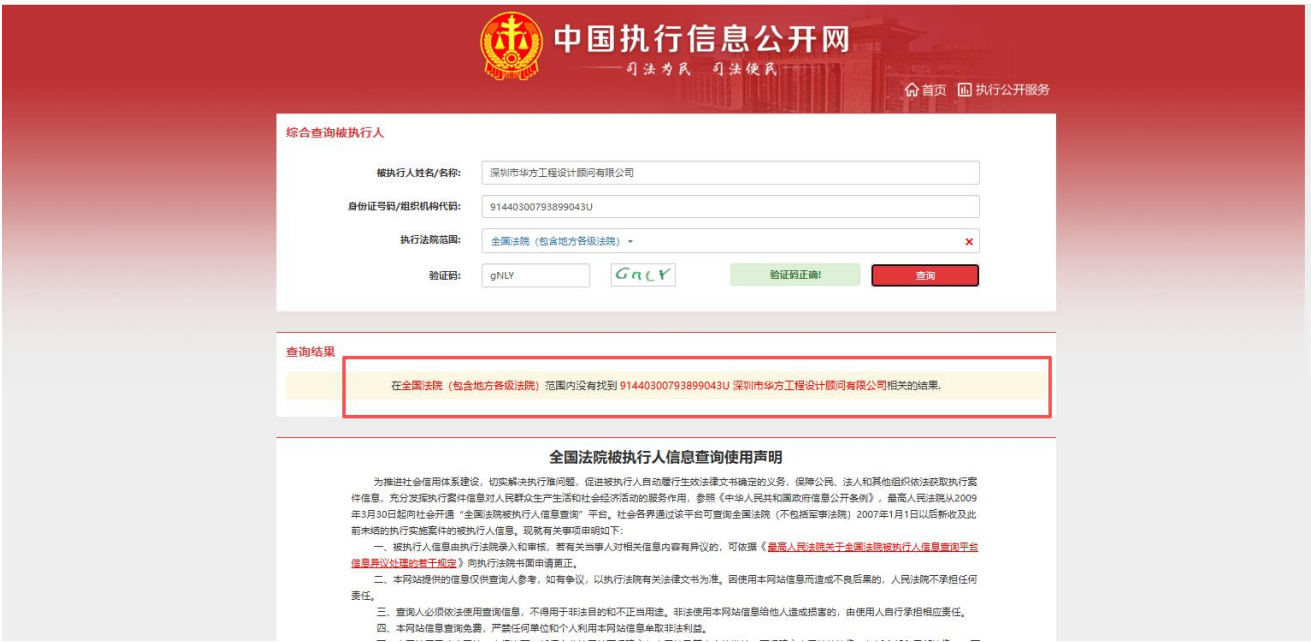 中国执行信息公开网
司法为民 司法便民
首页 执行公开服务
综合查询被执行人
被执行人姓名/名称: 深圳市华方工程设计顾问有限公司
身份证号码/组织机构代码: 91440300793899043U
执行法院范围: 全国法院（包含地方各级法院）
验证码: gNLY GnLY 验证码正确! 查询
查询结果
在全国法院（包含地方各级法院）范围内没有找到 91440300793899043U 深圳市华方工程设计顾问有限公司相关的结果.
全国法院被执行人信息查询使用声明
为推进社会信用体系建设，切实解决执行难问题，促进被执行人自动履行生效法律文书确定的义务，保障公民、法人和其他组织依法获取执行案
件信息，充分发挥执行案件信息对人民群众生产生活和社会经济活动的服务作用，参照《中华人民共和国政府信息公开条例》，最高人民法院从2009
年3月30日起向社会开通“全国法院被执行人信息查询”平台。社会各界通过该平台可查询全国法院（不包括军事法院）2007年1月1日以后新收及此
前未结的执行实施案件的被执行人信息。现就有关事项申明如下：
一、被执行人信息由执行法院录入和审核，若有关当事人对相关信息内容有异议的，可依据《最高人民法院关于全国法院被执行人信息查询平台
信息异议处理的若干规定》向执行法院书面申请更正。
二、本网站提供的信息仅供查询人参考，如有争议，以执行法院有关法律文书为准。因使用本网站信息而造成不良后果的，人民法院不承担任何
责任。
三、查询人必须依法使用查询信息，不得用于非法目的和不正当用途。非法使用本网站信息给他人造成损害的，由使用人自行承担相应责任。
四、本网站信息查询免费，严禁任何单位和个人利用本网站信息牟取非法利益。